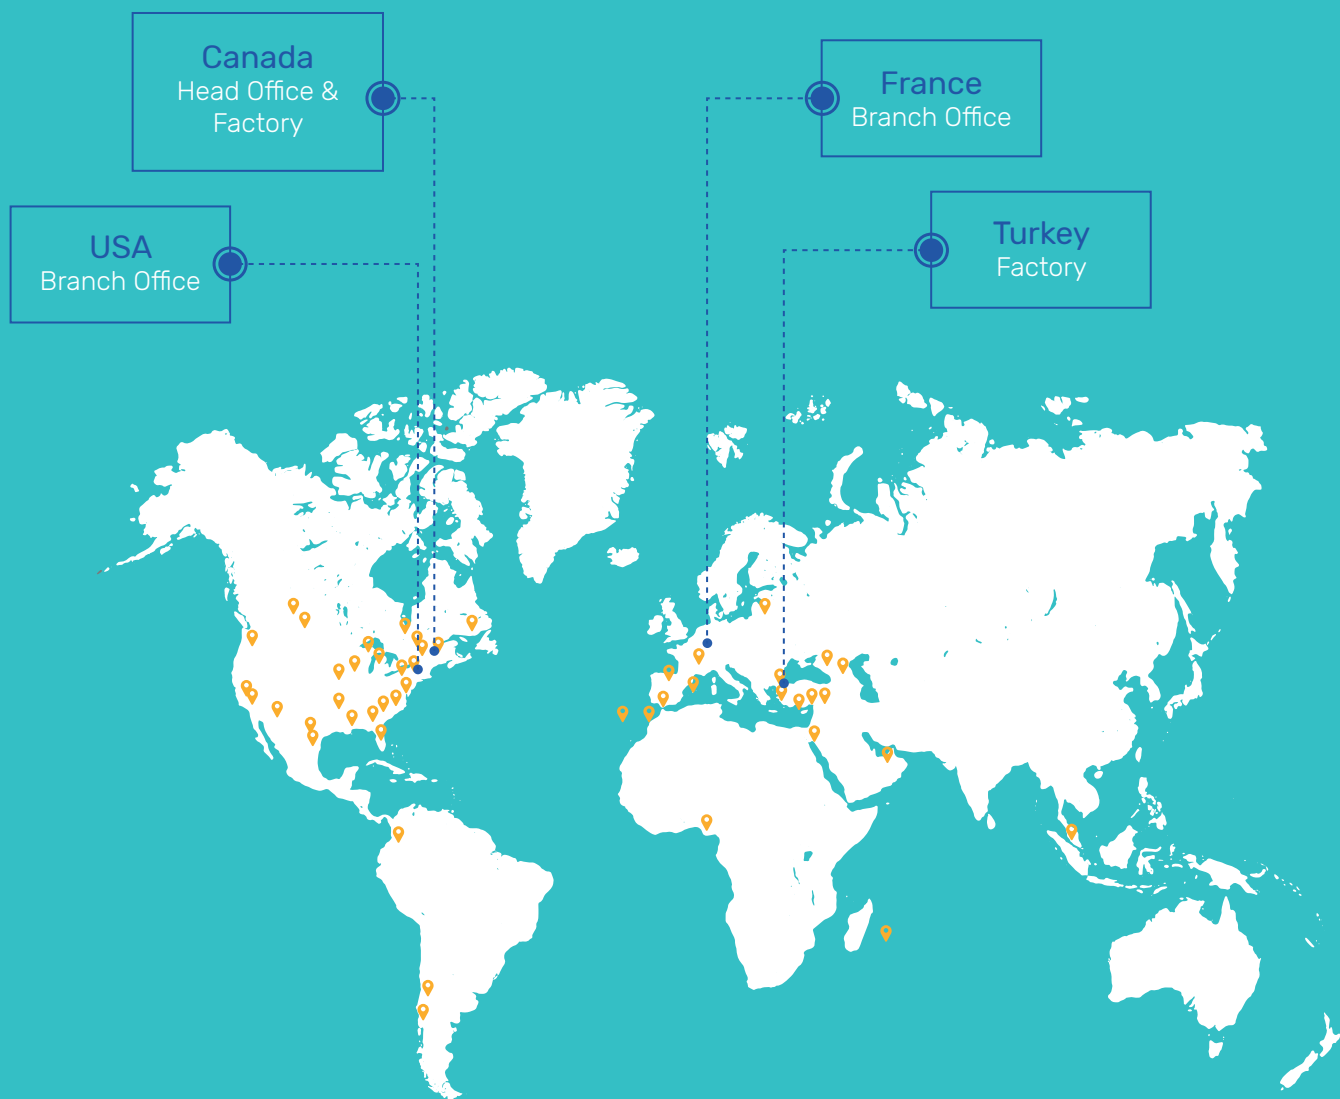 Canada
Head Office &
Factory
France
Branch Office
USA
Branch Office
Turkey
Factory